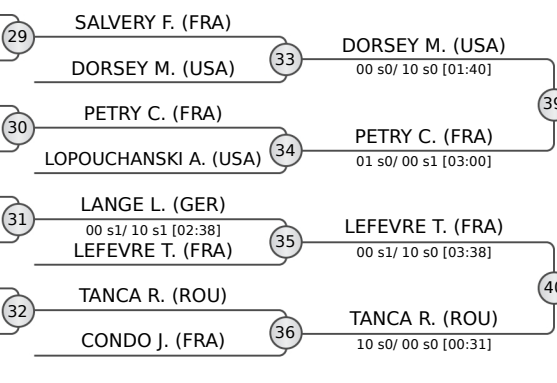 29
SALVERY F. (FRA)
DORSEY M. (USA)
33
DORSEY M. (USA)
00 s0/ 10 s0 [01:40]
39
30
PETRY C. (FRA)
LOPOUCHANSKI A. (USA)
34
PETRY C. (FRA)
01 s0/ 00 s1 [03:00]
31
LANGE L. (GER)
00 s1/ 10 s1 [02:38]
LEFEVRE T. (FRA)
35
LEFEVRE T. (FRA)
00 s1/ 10 s0 [03:38]
40
32
TANCA R. (ROU)
CONDO J. (FRA)
36
TANCA R. (ROU)
10 s0/ 00 s0 [00:31]